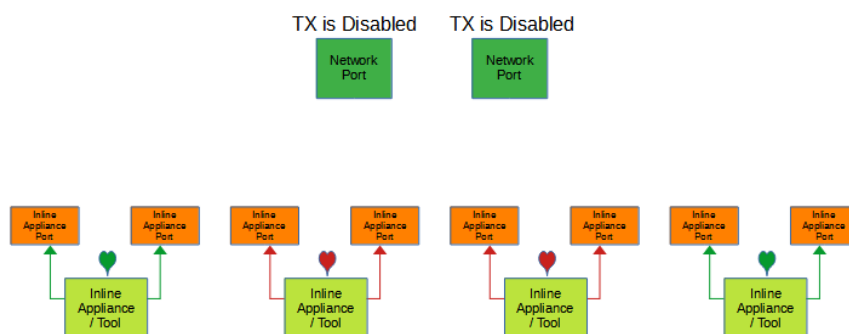 TX is Disabled
TX is Disabled
Network
Port
Network
Port
Inline
Appliance
Port
Inline
Appliance
Port
Inline
Appliance
Port
Inline
Appliance
Port
Inline
Appliance
Port
Inline
Appliance
Port
Inline
Appliance
Port
Inline
Appliance
Port
Inline
Appliance
/ Tool
Inline
Appliance
/ Tool
Inline
Appliance
/ Tool
Inline
Appliance
/ Tool